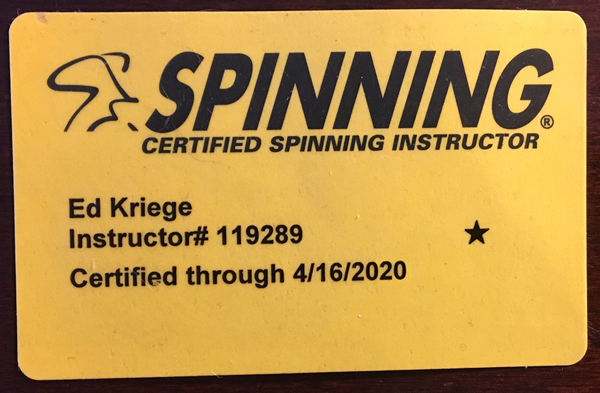 SPINNING®
CERTIFIED SPINNING INSTRUCTOR
Ed Kriege
Instructor# 119289
Certified through 4/16/2020